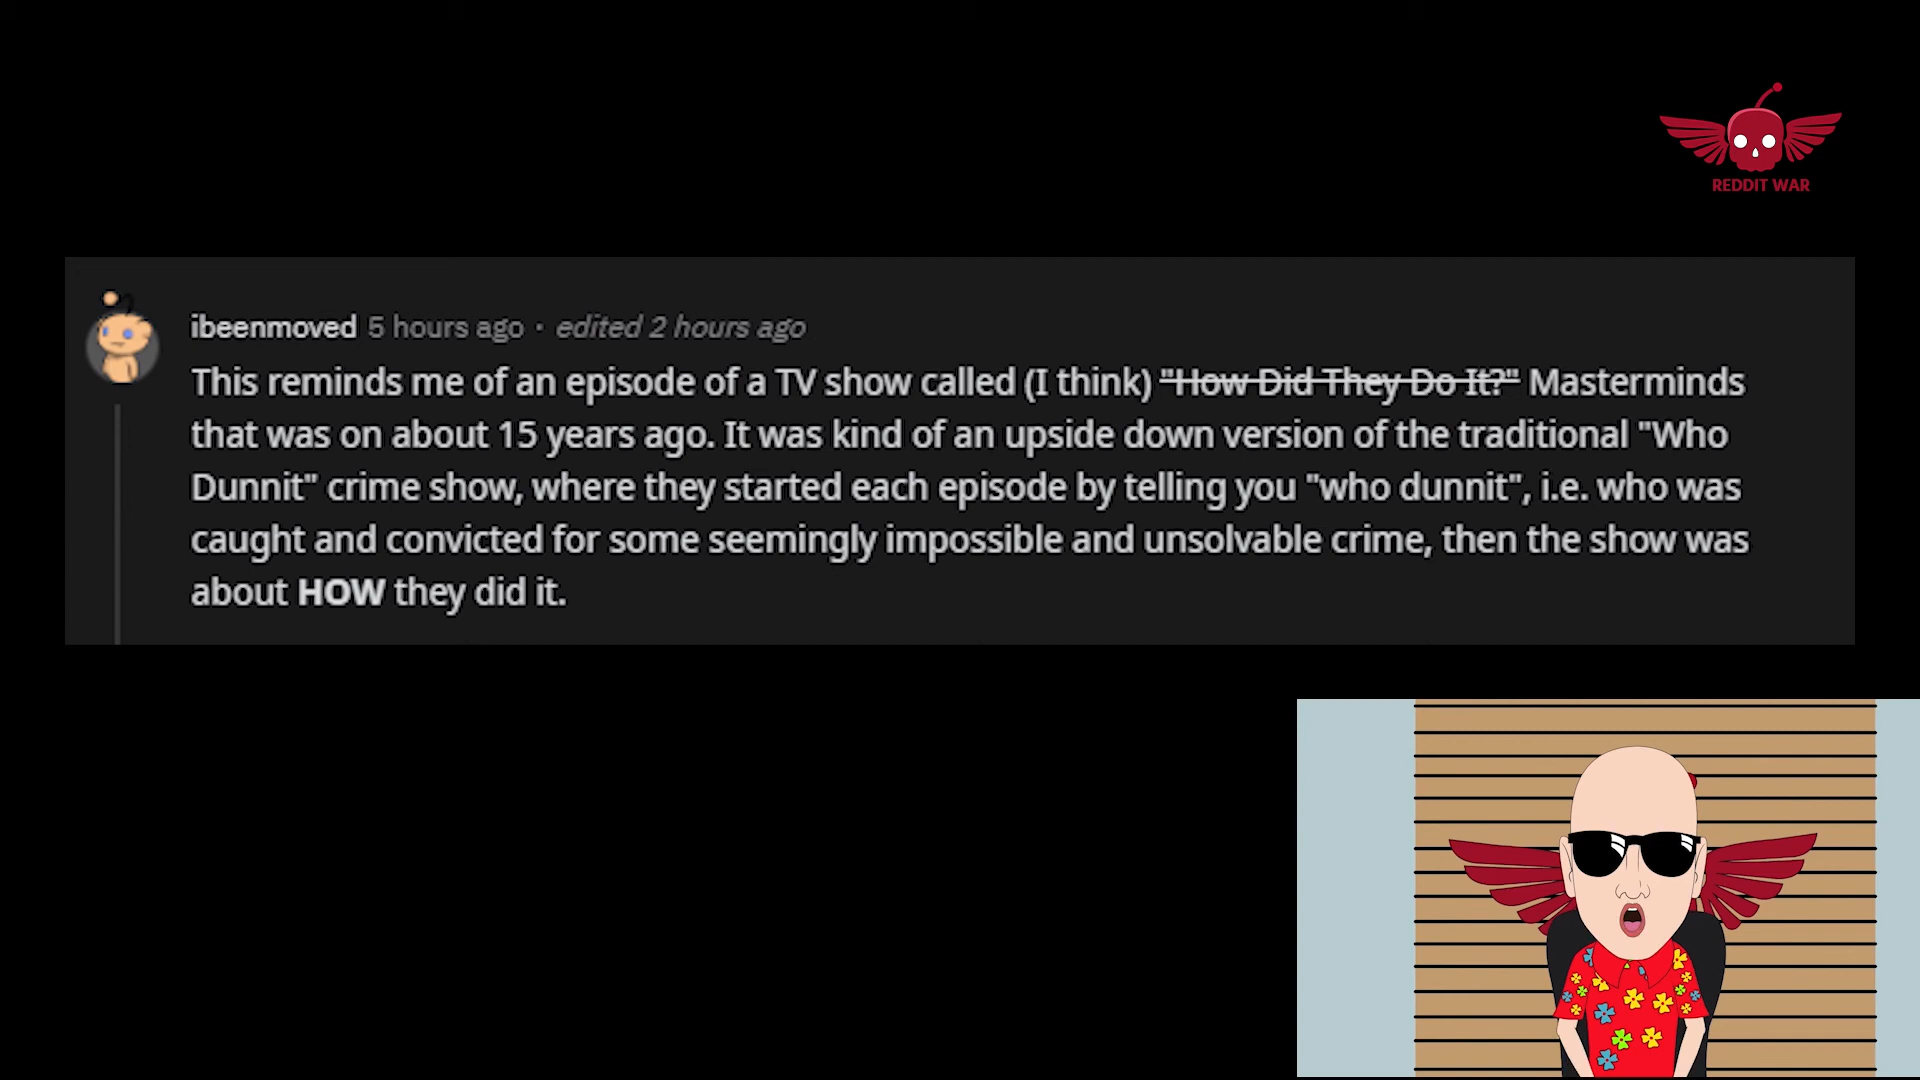 REDDIT WAR
ibeenmoved 5 hours ago · edited 2 hours ago
This reminds me of an episode of a TV show called (I think) "How Did They Do It?" Masterminds
that was on about 15 years ago. It was kind of an upside down version of the traditional "Who
Dunnit" crime show, where they started each episode by telling you "who dunnit", i.e. who was
caught and convicted for some seemingly impossible and unsolvable crime, then the show was
about HOW they did it.